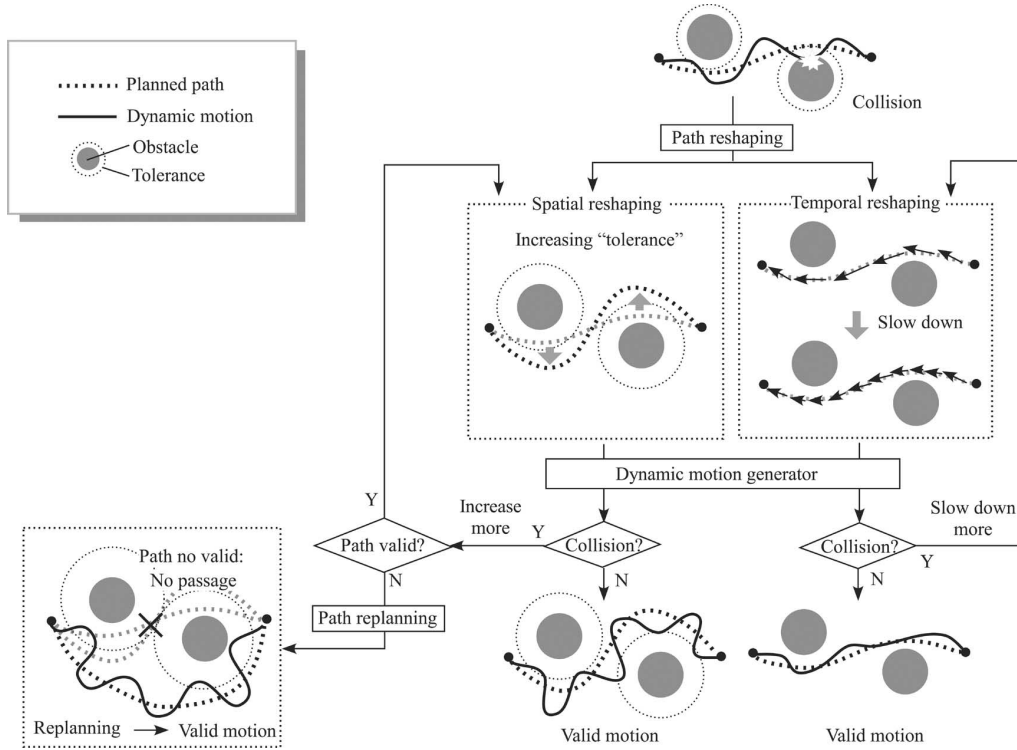 Planned path
Dynamic motion
Obstacle
Tolerance
Collision
Path reshaping
Spatial reshaping
Temporal reshaping
Increasing “tolerance”
Slow down
Dynamic motion generator
Y
Increase
more
Y
Slow down
more
Path valid?
Collision?
Collision?
Y
N
N
N
Path no valid:
No passage
Path replanning
Replanning
Valid motion
Valid motion
Valid motion